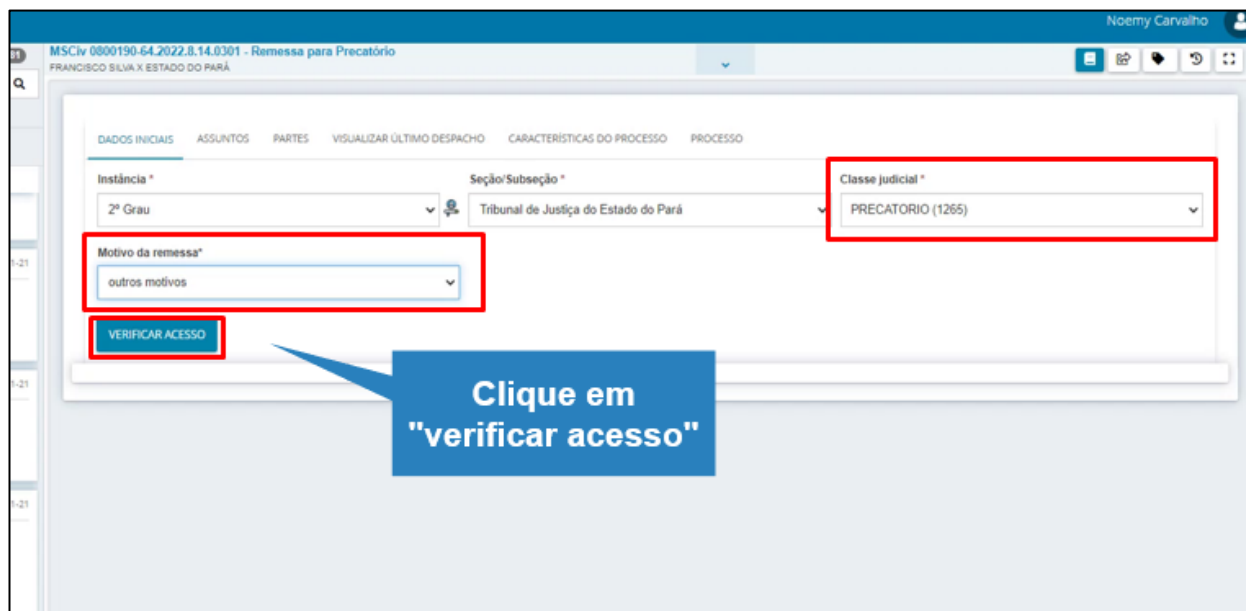 Noemy Carvalho
MSCiv 0800190-64.2022.8.14.0301 - Remessa para Precatório
FRANCISCO SILVA X ESTADO DO PARÁ
DADOS INICIAIS ASSUNTOS PARTES VISUALIZAR ÚLTIMO DESPACHO CARACTERÍSTICAS DO PROCESSO PROCESSO
Instância * Seção/Subseção * Classe judicial *
2º Grau Tribunal de Justiça do Estado do Pará PRECATORIO (1265)
Motivo da remessa*
outros motivos
VERIFICAR ACESSO
Clique em
"verificar acesso"